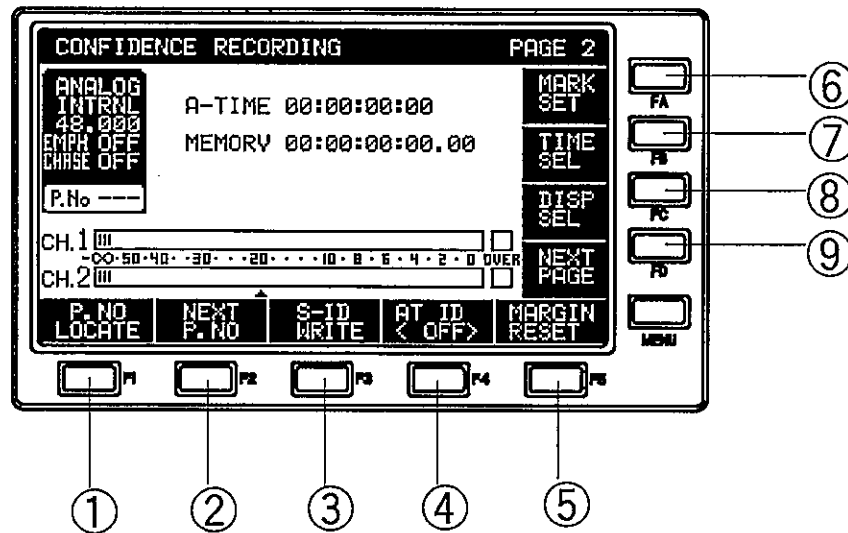 CONFIDENCE RECORDING PAGE 2
ANALOG
INTRNL
48.000
EMPH OFF
CHASE OFF
P.No ---
A-TIME 00:00:00:00
MEMORY 00:00:00:00.00
MARK
SET
TIME
SEL
DISP
SEL
NEXT
PAGE
CH.1
-∞·50·40··30···20····10·8·6·4·2·0 OVER
CH.2
P.NO
LOCATE
NEXT
P.NO
S-ID
WRITE
AT ID
< OFF>
MARGIN
RESET
FA
FB
FC
FD
MENU
F1
F2
F3
F4
F5
①
②
③
④
⑤
⑥
⑦
⑧
⑨